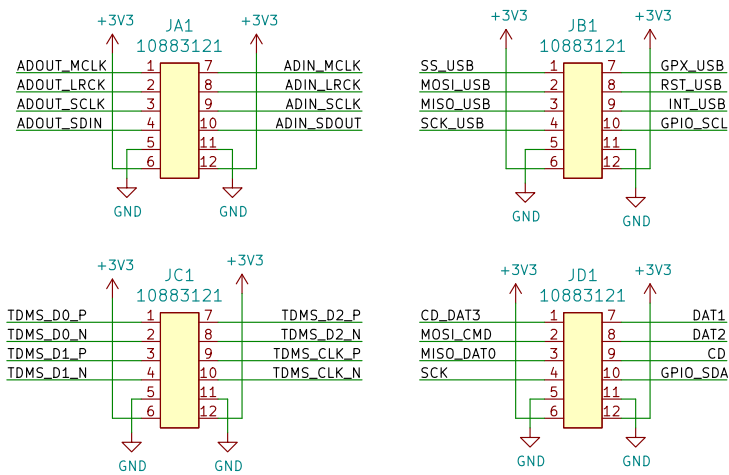 +3V3 JA1 +3V3
10883121
ADOUT_MCLK 1 7 ADIN_MCLK
ADOUT_LRCK 2 8 ADIN_LRCK
ADOUT_SCLK 3 9 ADIN_SCLK
ADOUT_SDIN 4 10 ADIN_SDOUT
5 11
6 12
GND GND
+3V3 JB1 +3V3
10883121
SS_USB 1 7 GPX_USB
MOSI_USB 2 8 RST_USB
MISO_USB 3 9 INT_USB
SCK_USB 4 10 GPIO_SCL
5 11
6 12
GND GND
+3V3 JC1 +3V3
10883121
TDMS_D0_P 1 7 TDMS_D2_P
TDMS_D0_N 2 8 TDMS_D2_N
TDMS_D1_P 3 9 TDMS_CLK_P
TDMS_D1_N 4 10 TDMS_CLK_N
5 11
6 12
GND GND
+3V3 JD1 +3V3
10883121
CD_DAT3 1 7 DAT1
MOSI_CMD 2 8 DAT2
MISO_DAT0 3 9 CD
SCK 4 10 GPIO_SDA
5 11
6 12
GND GND